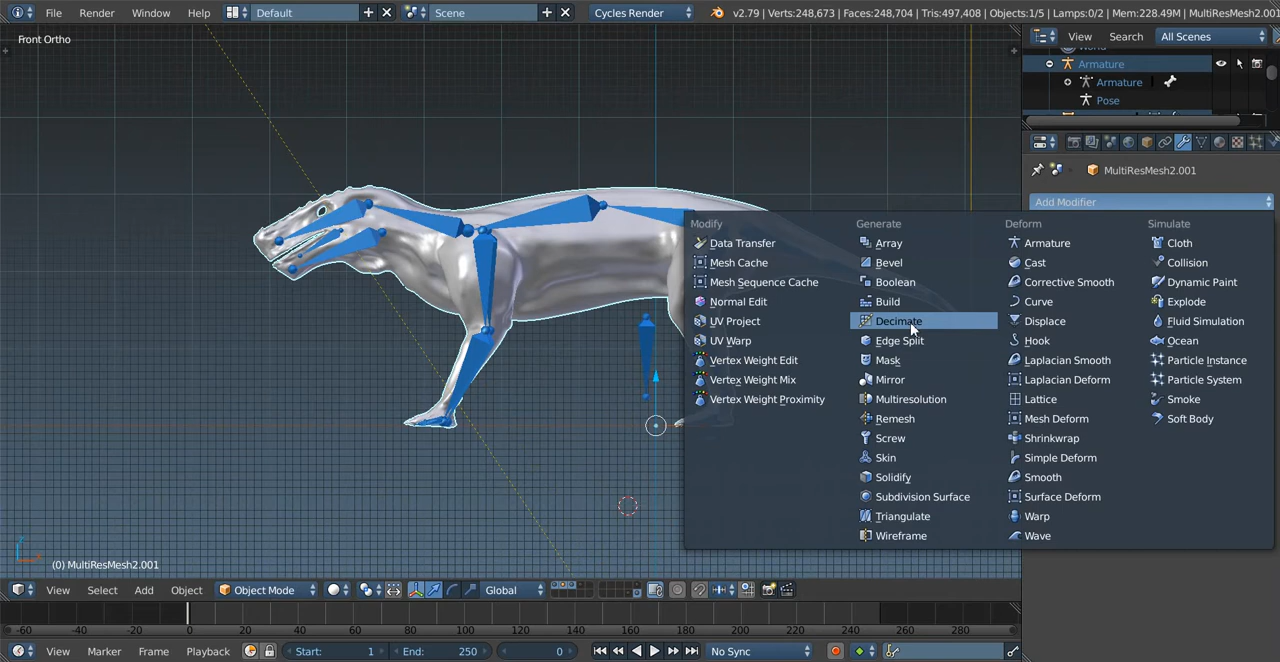 File Render Window Help Default Scene Cycles Render v2.79 | Verts:248,673 | Faces:248,704 | Tris:497,408 | Objects:1/5 | Lamps:0/2 | Mem:228.49M | MultiResMesh2.001
Front Ortho
View Search All Scenes
World
Armature
Armature
Pose
MultiResMesh2.001
Add Modifier
Modify Generate Deform Simulate
Data Transfer Array Armature Cloth
Mesh Cache Bevel Cast Collision
Mesh Sequence Cache Boolean Corrective Smooth Dynamic Paint
Normal Edit Build Curve Explode
UV Project Decimate Displace Fluid Simulation
UV Warp Edge Split Hook Ocean
Vertex Weight Edit Mask Laplacian Smooth Particle Instance
Vertex Weight Mix Mirror Laplacian Deform Particle System
Vertex Weight Proximity Multiresolution Lattice Smoke
Remesh Mesh Deform Soft Body
Screw Shrinkwrap
Skin Simple Deform
Solidify Smooth
Subdivision Surface Surface Deform
Triangulate Warp
Wireframe Wave
(0) MultiResMesh2.001
View Select Add Object Object Mode Global
-60 -40 -20 0 20 40 60 80 100 120 140 160 180 200 220 240 260 280
View Marker Frame Playback Start: 1 End: 250 0 No Sync